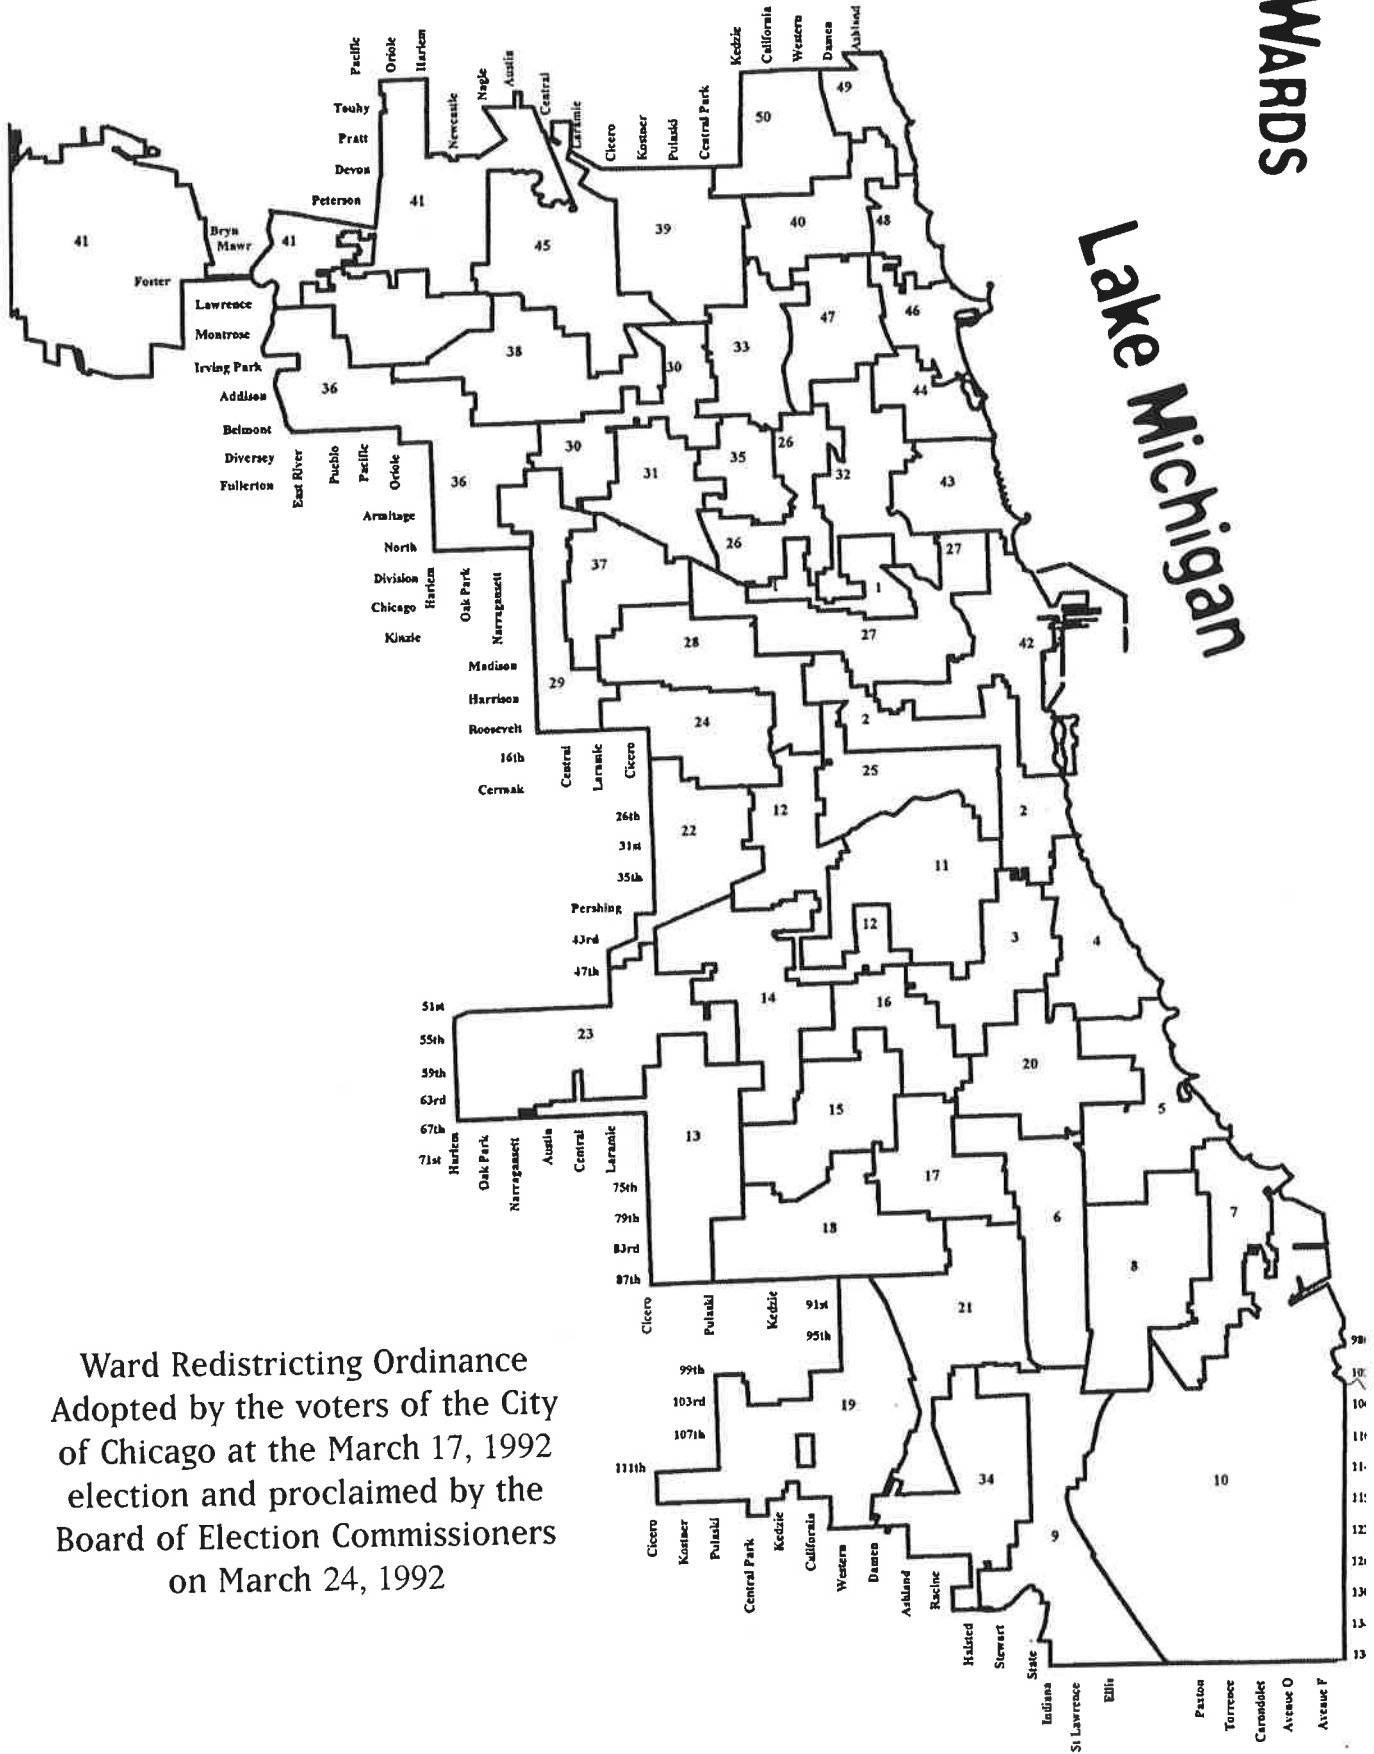 WARDS
Lake Michigan
Pacific
Oriole
Harlem
Newcastle
Nagle
Austin
Central
Laramie
Cicero
Kostner
Pulaski
Central Park
Kedzie
California
Western
Damen
Ashland
Touhy
Pratt
Devon
Peterson
Bryn
Mawr
Foster
Lawrence
Montrose
Irving Park
Addison
Belmont
Diversey
Fullerton
East River
Pueblo
Pacific
Oriole
Armitage
North
Division
Chicago
Kinzie
Harlem
Oak Park
Narragansett
Madison
Harrison
Roosevelt
16th
Cermak
Central
Laramie
Cicero
26th
31st
35th
Pershing
43rd
47th
51st
55th
59th
63rd
67th
71st
Harlem
Oak Park
Narragansett
Austin
Central
Laramie
75th
79th
83rd
87th
Cicero
Pulaski
Kedzie
91st
95th
99th
103rd
107th
111th
Cicero
Kostner
Pulaski
Central Park
Kedzie
California
Western
Damen
Ashland
Racine
Halsted
Stewart
State
Indiana
St Lawrence
Ellis
Paxton
Torrence
Carondolet
Avenue O
Avenue F
50
49
41
41
41
45
39
40
48
46
47
33
38
30
36
44
30
31
35
26
32
43
36
26
27
37
1
27
28
42
29
24
2
25
2
12
22
11
12
3
4
14
16
23
20
15
5
13
17
6
7
18
8
21
19
34
10
9
Ward Redistricting Ordinance
Adopted by the voters of the City
of Chicago at the March 17, 1992
election and proclaimed by the
Board of Election Commissioners
on March 24, 1992